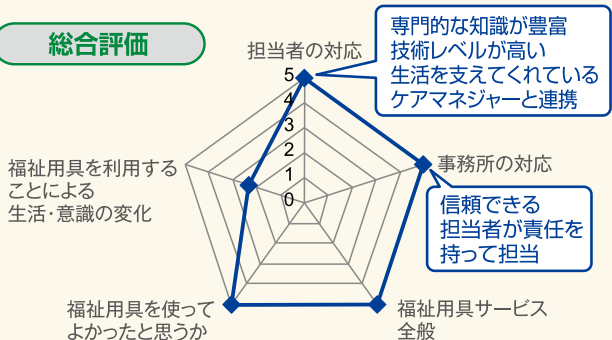 総合評価
担当者の対応
専門的な知識が豊富
技術レベルが高い
生活を支えてくれている
ケアマネジャーと連携
5
4
3
2
1
0
事務所の対応
信頼できる
担当者が責任を
持って担当
福祉用具サービス
全般
福祉用具を使って
よかったと思うか
福祉用具を利用する
ことによる
生活・意識の変化